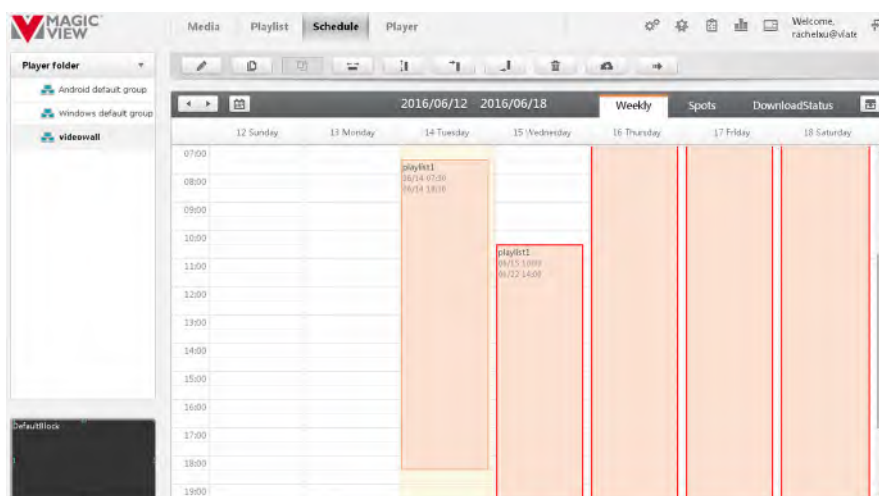 MAGIC
VIEW
Media Playlist Schedule Player
Welcome,
rachelxu@viate
Player folder
Android default group
Windows default group
videowall
2016/06/12 2016/06/18 Weekly Spots DownloadStatus
12 Sunday 13 Monday 14 Tuesday 15 Wednesday 16 Thursday 17 Friday 18 Saturday
07:00
playlist1
06/14 07:30
06/14 18:30
08:00
09:00
10:00
playlist1
06/22 14:00
11:00
12:00
13:00
14:00
15:00
16:00
DefaultBlock
17:00
18:00
19:00